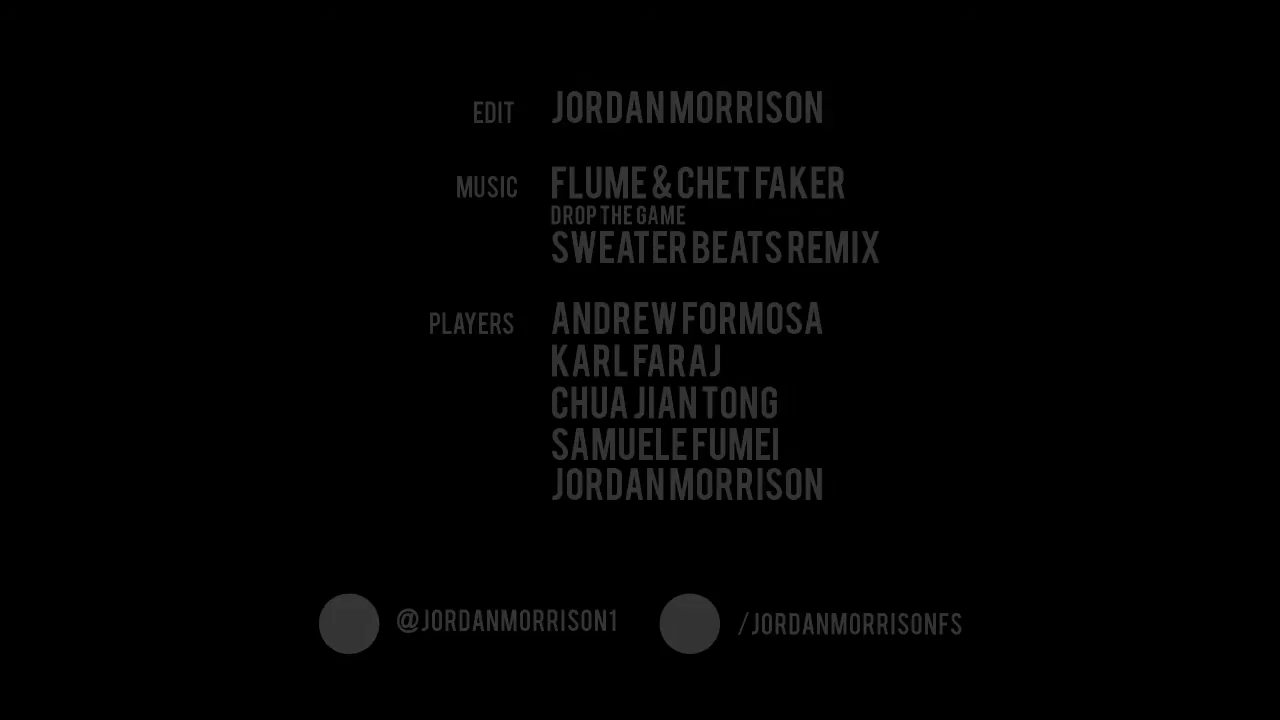 EDIT JORDAN MORRISON
MUSIC FLUME & CHET FAKER
DROP THE GAME
SWEATER BEATS REMIX
PLAYERS ANDREW FORMOSA
KARL FARAJ
CHUA JIAN TONG
SAMUELE FUMEI
JORDAN MORRISON
@JORDANMORRISON1 /JORDANMORRISONFS